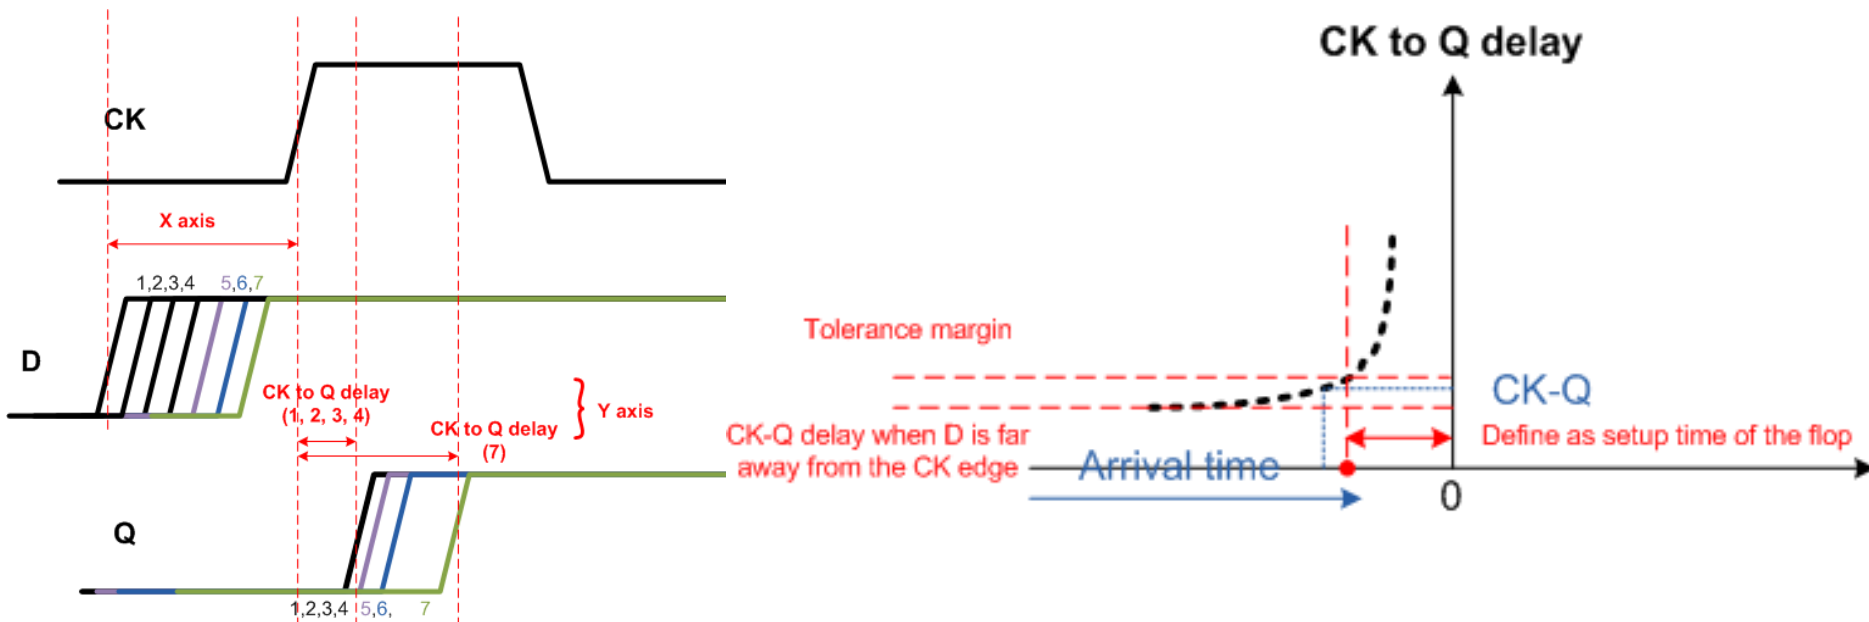 CK
X axis
1,2,3,4 5,6,7
D
CK to Q delay
(1, 2, 3, 4)
CK to Q delay
(7)
Y axis
Q
1,2,3,4 5,6, 7
CK to Q delay
Tolerance margin
CK-Q
CK-Q delay when D is far
away from the CK edge
Define as setup time of the flop
Arrival time
0